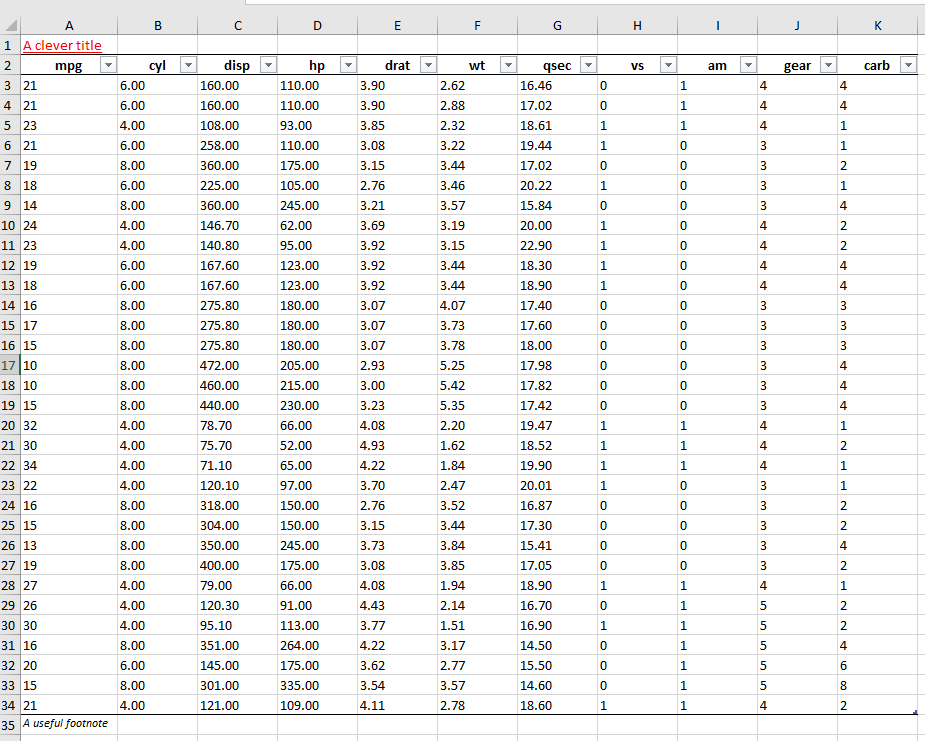 A B C D E F G H I J K
1 A clever title
2 mpg cyl disp hp drat wt qsec vs am gear carb
3 21 6.00 160.00 110.00 3.90 2.62 16.46 0 1 4 4
4 21 6.00 160.00 110.00 3.90 2.88 17.02 0 1 4 4
5 23 4.00 108.00 93.00 3.85 2.32 18.61 1 1 4 1
6 21 6.00 258.00 110.00 3.08 3.22 19.44 1 0 3 1
7 19 8.00 360.00 175.00 3.15 3.44 17.02 0 0 3 2
8 18 6.00 225.00 105.00 2.76 3.46 20.22 1 0 3 1
9 14 8.00 360.00 245.00 3.21 3.57 15.84 0 0 3 4
10 24 4.00 146.70 62.00 3.69 3.19 20.00 1 0 4 2
11 23 4.00 140.80 95.00 3.92 3.15 22.90 1 0 4 2
12 19 6.00 167.60 123.00 3.92 3.44 18.30 1 0 4 4
13 18 6.00 167.60 123.00 3.92 3.44 18.90 1 0 4 4
14 16 8.00 275.80 180.00 3.07 4.07 17.40 0 0 3 3
15 17 8.00 275.80 180.00 3.07 3.73 17.60 0 0 3 3
16 15 8.00 275.80 180.00 3.07 3.78 18.00 0 0 3 3
17 10 8.00 472.00 205.00 2.93 5.25 17.98 0 0 3 4
18 10 8.00 460.00 215.00 3.00 5.42 17.82 0 0 3 4
19 15 8.00 440.00 230.00 3.23 5.35 17.42 0 0 3 4
20 32 4.00 78.70 66.00 4.08 2.20 19.47 1 1 4 1
21 30 4.00 75.70 52.00 4.93 1.62 18.52 1 1 4 2
22 34 4.00 71.10 65.00 4.22 1.84 19.90 1 1 4 1
23 22 4.00 120.10 97.00 3.70 2.47 20.01 1 0 3 1
24 16 8.00 318.00 150.00 2.76 3.52 16.87 0 0 3 2
25 15 8.00 304.00 150.00 3.15 3.44 17.30 0 0 3 2
26 13 8.00 350.00 245.00 3.73 3.84 15.41 0 0 3 4
27 19 8.00 400.00 175.00 3.08 3.85 17.05 0 0 3 2
28 27 4.00 79.00 66.00 4.08 1.94 18.90 1 1 4 1
29 26 4.00 120.30 91.00 4.43 2.14 16.70 0 1 5 2
30 30 4.00 95.10 113.00 3.77 1.51 16.90 1 1 5 2
31 16 8.00 351.00 264.00 4.22 3.17 14.50 0 1 5 4
32 20 6.00 145.00 175.00 3.62 2.77 15.50 0 1 5 6
33 15 8.00 301.00 335.00 3.54 3.57 14.60 0 1 5 8
34 21 4.00 121.00 109.00 4.11 2.78 18.60 1 1 4 2
35 A useful footnote